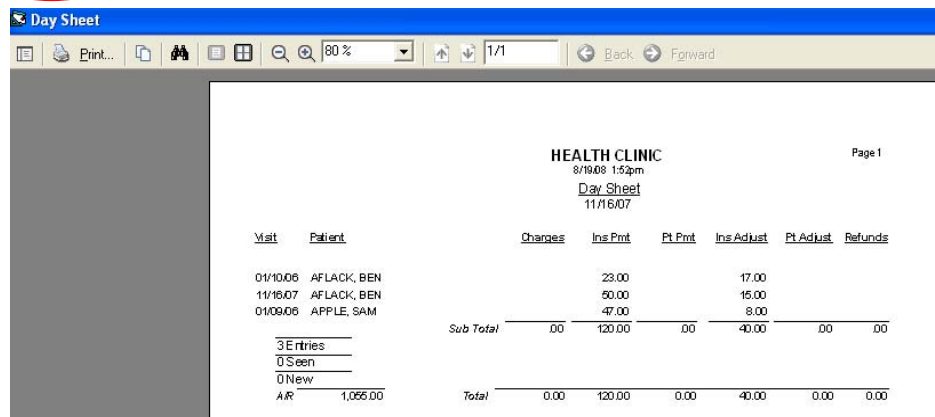 Day Sheet
Print... 80 % 1/1 Back Forward
HEALTH CLINIC Page 1
8/19/08 1:52pm
Day Sheet
11/16/07
Visit Patient Charges Ins Pmt Pt Pmt Ins Adjust Pt Adjust Refunds
01/10/06 AFLACK, BEN 23.00 17.00
11/16/07 AFLACK, BEN 50.00 15.00
01/09/06 APPLE, SAM 47.00 8.00
Sub Total .00 120.00 .00 40.00 .00 .00
3 Entries
0 Seen
0 New
A/R 1,055.00 Total 0.00 120.00 0.00 40.00 0.00 0.00